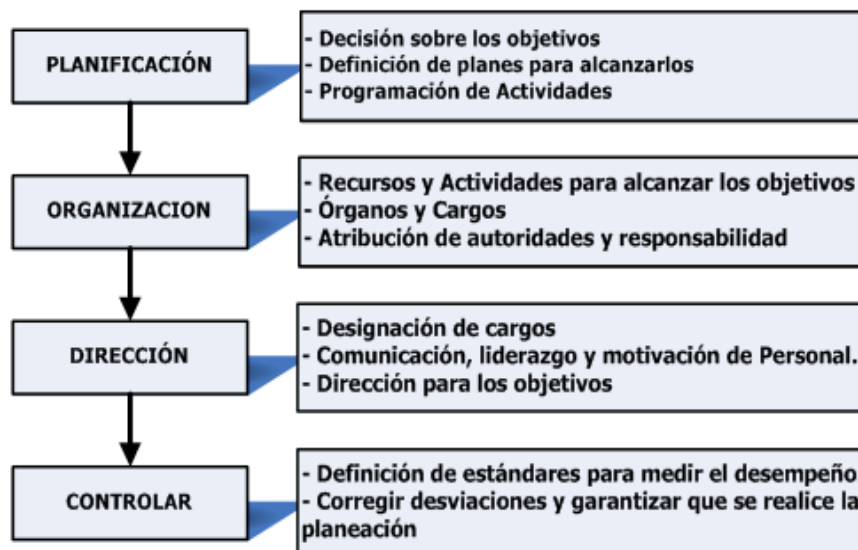 PLANIFICACIÓN
- Decisión sobre los objetivos
- Definición de planes para alcanzarlos
- Programación de Actividades
ORGANIZACION
- Recursos y Actividades para alcanzar los objetivos
- Órganos y Cargos
- Atribución de autoridades y responsabilidad
DIRECCIÓN
- Designación de cargos
- Comunicación, liderazgo y motivación de Personal.
- Dirección para los objetivos
CONTROLAR
- Definición de estándares para medir el desempeño.
- Corregir desviaciones y garantizar que se realice la
planeación